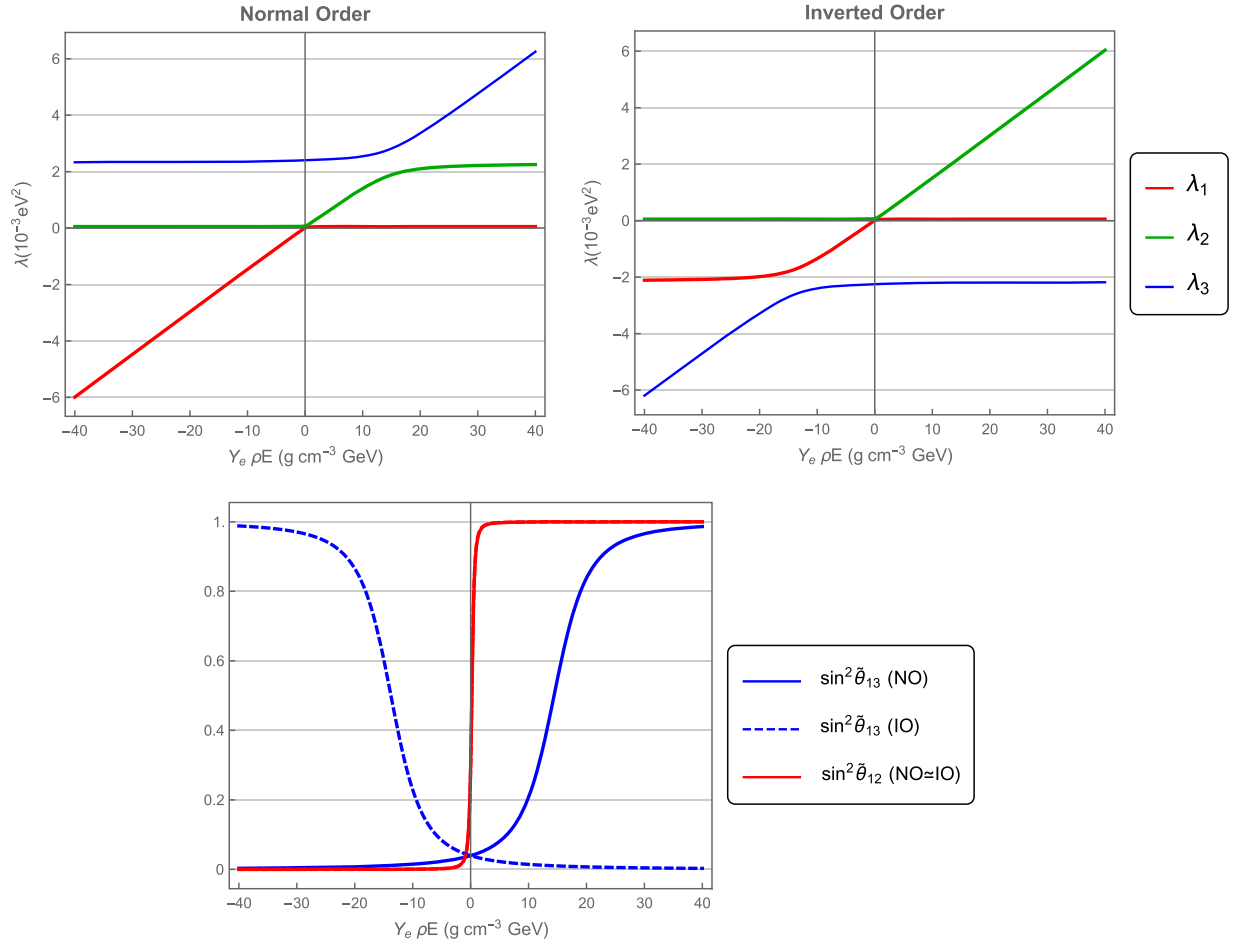 Normal Order
Inverted Order
6
4
2
0
−2
−4
−6
−40 −30 −20 −10 0 10 20 30 40
λ(10⁻³eV²)
Yₑ ρE (g cm⁻³ GeV)
6
4
2
0
−2
−4
−6
−40 −30 −20 −10 0 10 20 30 40
λ(10⁻³eV²)
Yₑ ρE (g cm⁻³ GeV)
λ₁
λ₂
λ₃
1.
0.8
0.6
0.4
0.2
0
−40 −30 −20 −10 0 10 20 30 40
Yₑ ρE (g cm⁻³ GeV)
sin² θ̃₁₃ (NO)
sin² θ̃₁₃ (IO)
sin² θ̃₁₂ (NO≃IO)